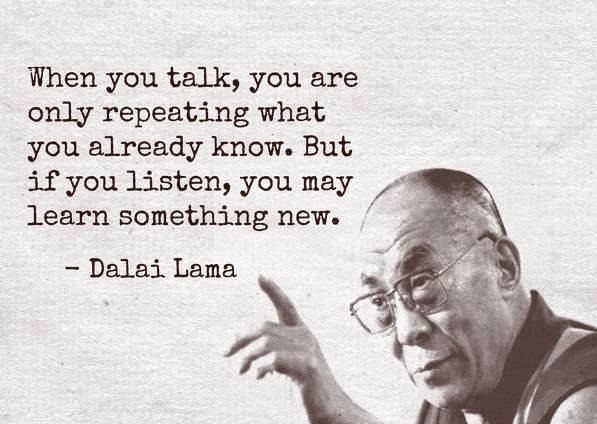 When you talk, you are
only repeating what
you already know. But
if you listen, you may
learn something new.
- Dalai Lama